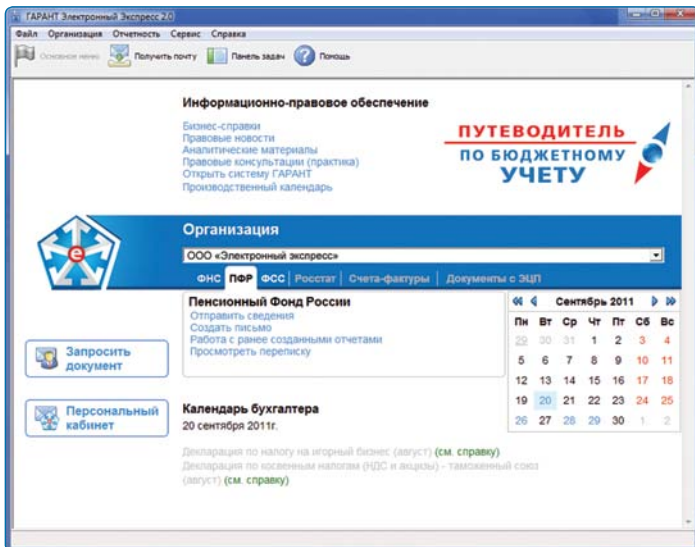 ГАРАНТ Электронный Экспресс 2.0
Файл Организация Отчетность Сервис Справка
Основное меню Получить почту Панель задач Помощь
Информационно-правовое обеспечение
Бизнес-справки
Правовые новости
Аналитические материалы
Правовые консультации (практика)
Открыть систему ГАРАНТ
Производственный календарь
ПУТЕВОДИТЕЛЬ
ПО БЮДЖЕТНОМУ
УЧЕТУ
e
Организация
ООО «Электронный экспресс»
ФНС ПФР ФСС Росстат Счета-фактуры Документы с ЭЦП
Пенсионный Фонд России
Отправить сведения
Создать письмо
Работа с ранее созданными отчетами
Просмотреть переписку
Сентябрь 2011
Пн Вт Ср Чт Пт Сб Вс
29 30 31 1 2 3 4
5 6 7 8 9 10 11
12 13 14 15 16 17 18
19 20 21 22 23 24 25
26 27 28 29 30 1 2
Запросить
документ
Персональный
кабинет
Календарь бухгалтера
20 сентября 2011г.
Декларация по налогу на игорный бизнес (август) (см. справку)
Декларация по косвенным налогам (НДС и акцизы) - таможенный союз
(август) (см. справку)